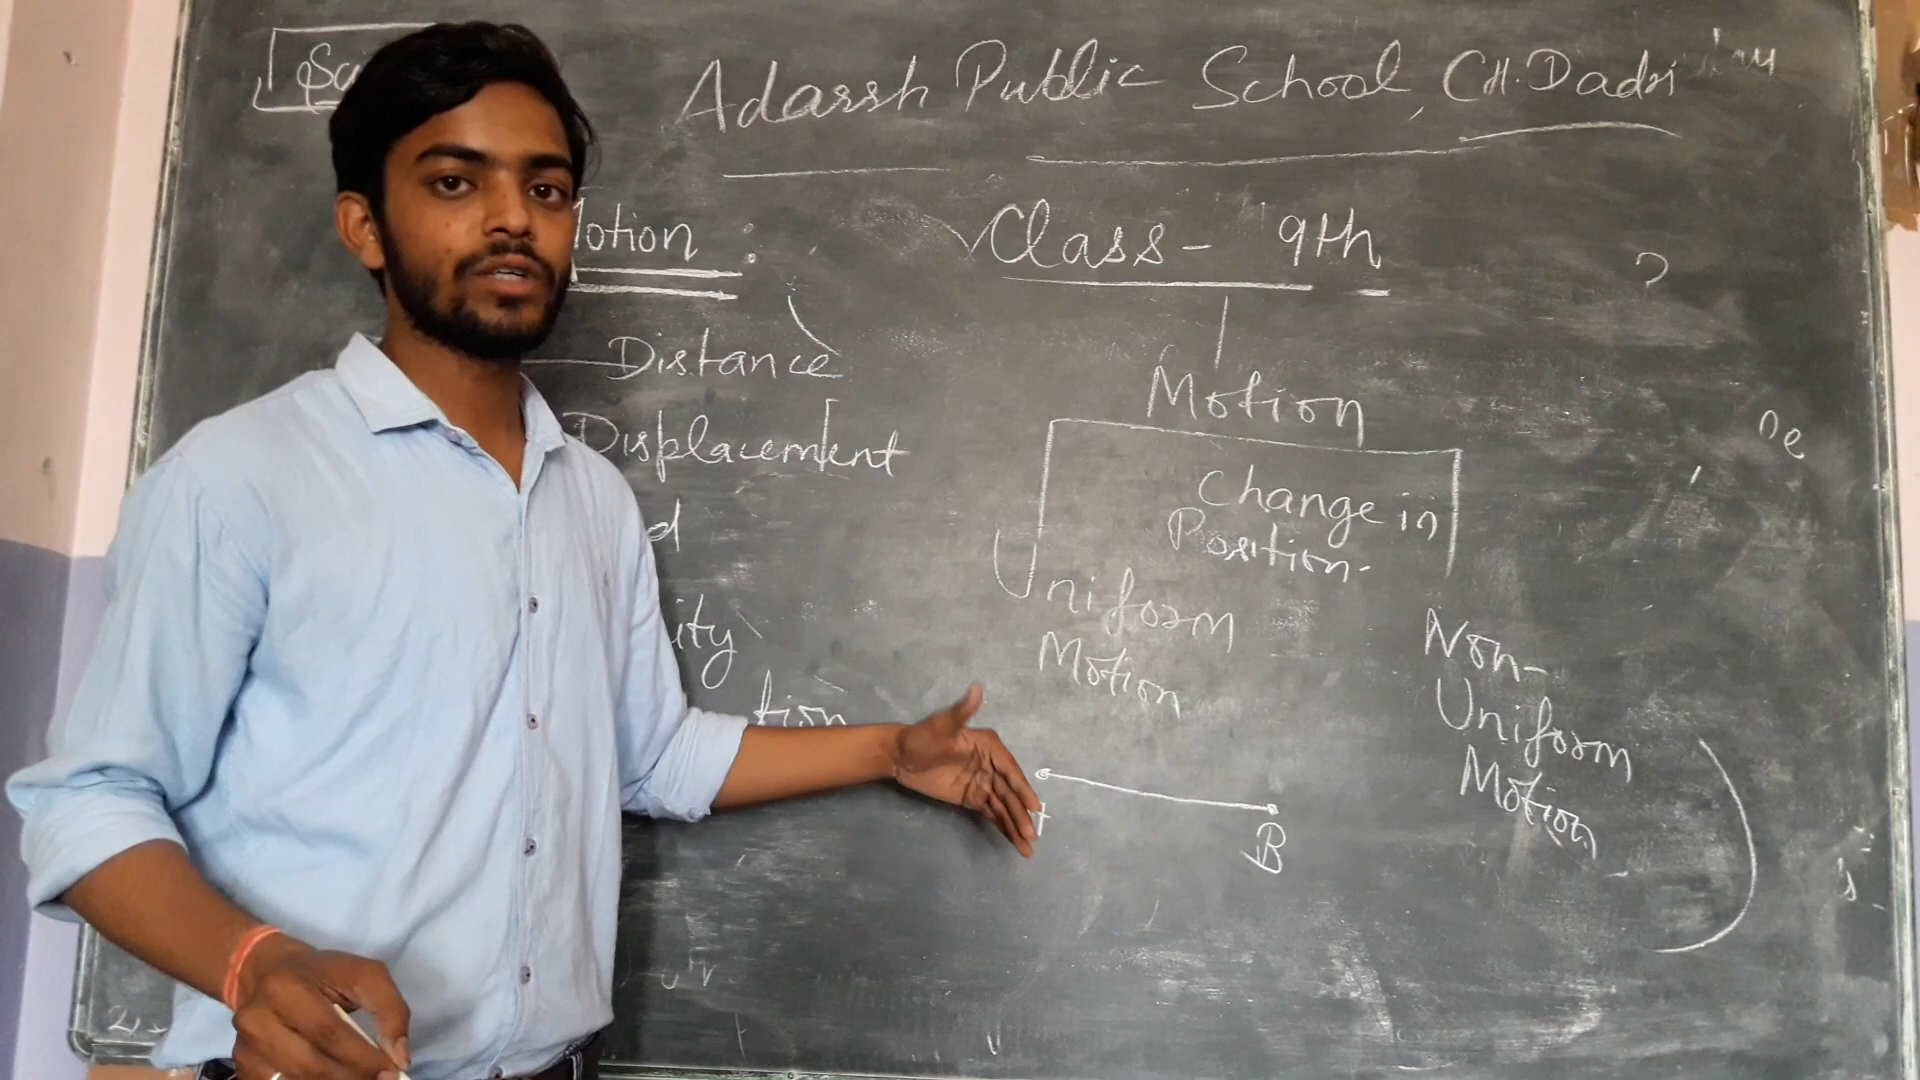 Adarsh Public School, CH. Dadri
Motion :
Distance
Displacement
Class - 9th
Motion
Change in
Position.
Uniform
Motion
Non-
Uniform
Motion
B